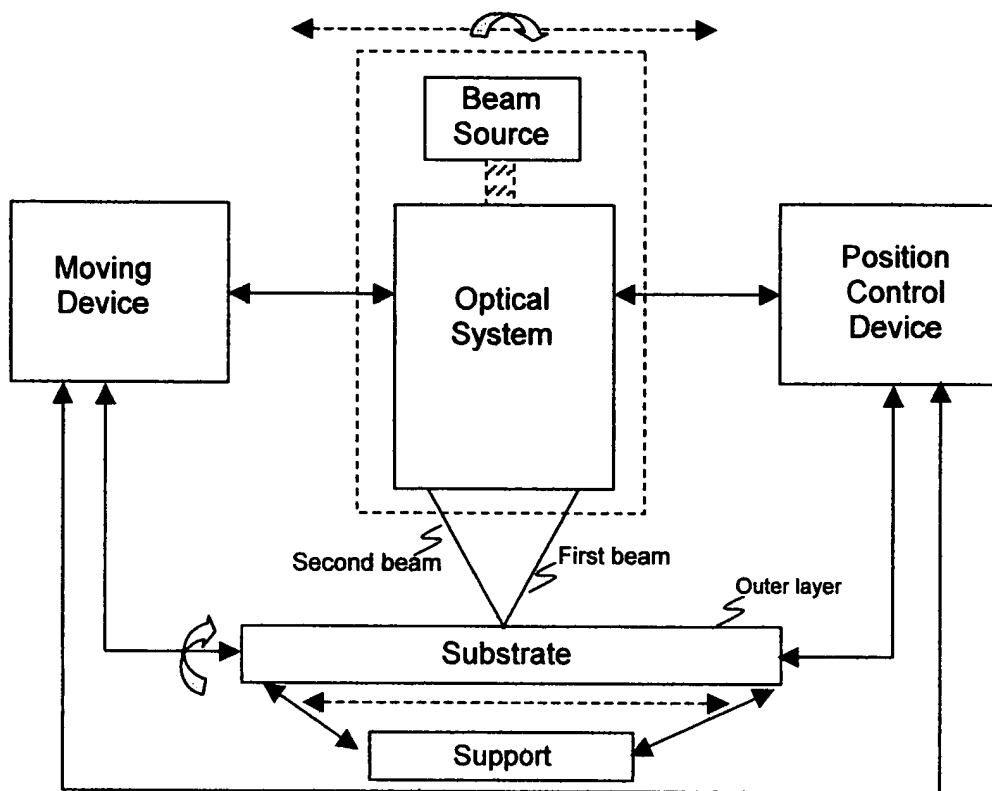 Beam
Source
Moving
Device
Optical
System
Position
Control
Device
Second beam
First beam
Outer layer
Substrate
Support